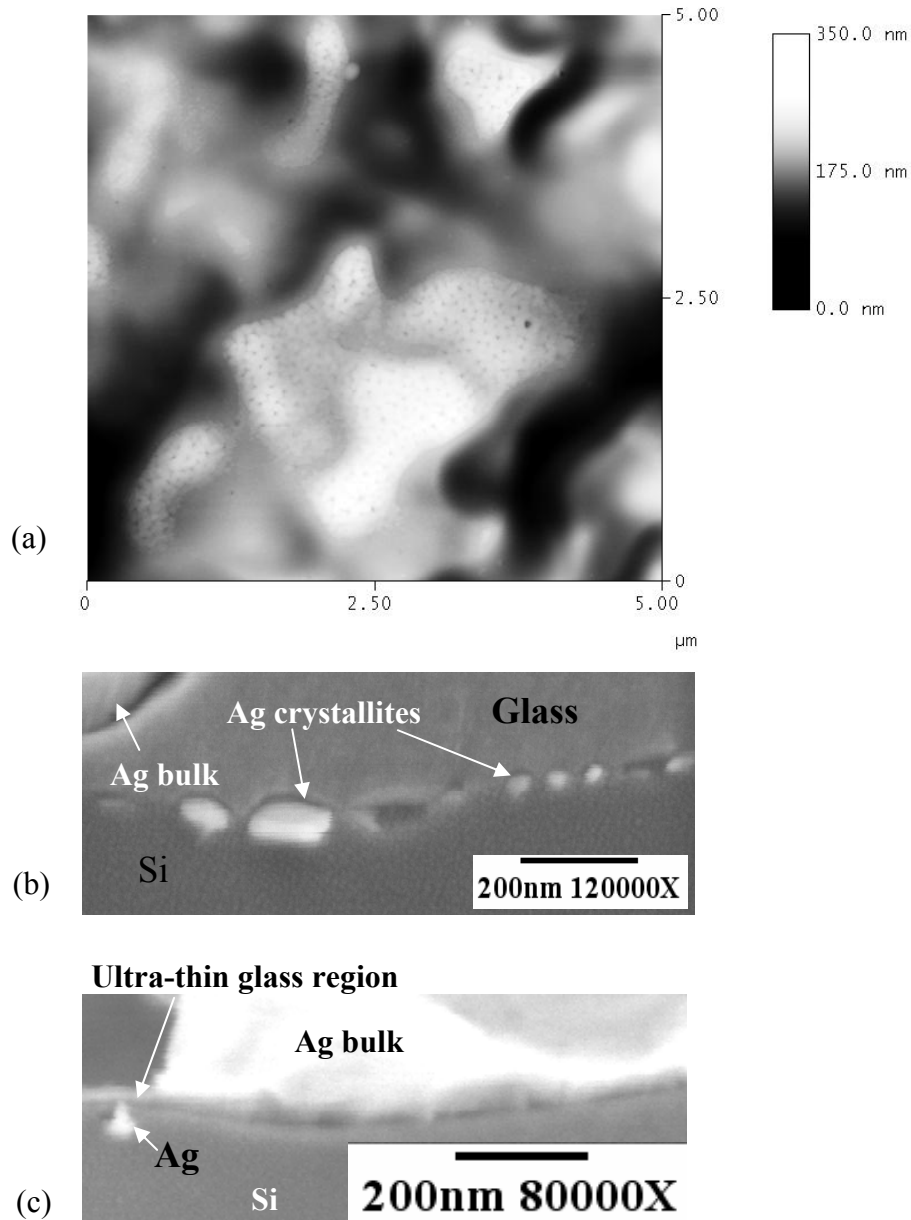 5.00
350.0 nm
175.0 nm
0.0 nm
2.50
0
0
2.50
5.00
µm
(a)
Ag crystallites
Glass
Ag bulk
Si
200nm 120000X
(b)
Ultra-thin glass region
Ag bulk
Ag
Si
200nm 80000X
(c)